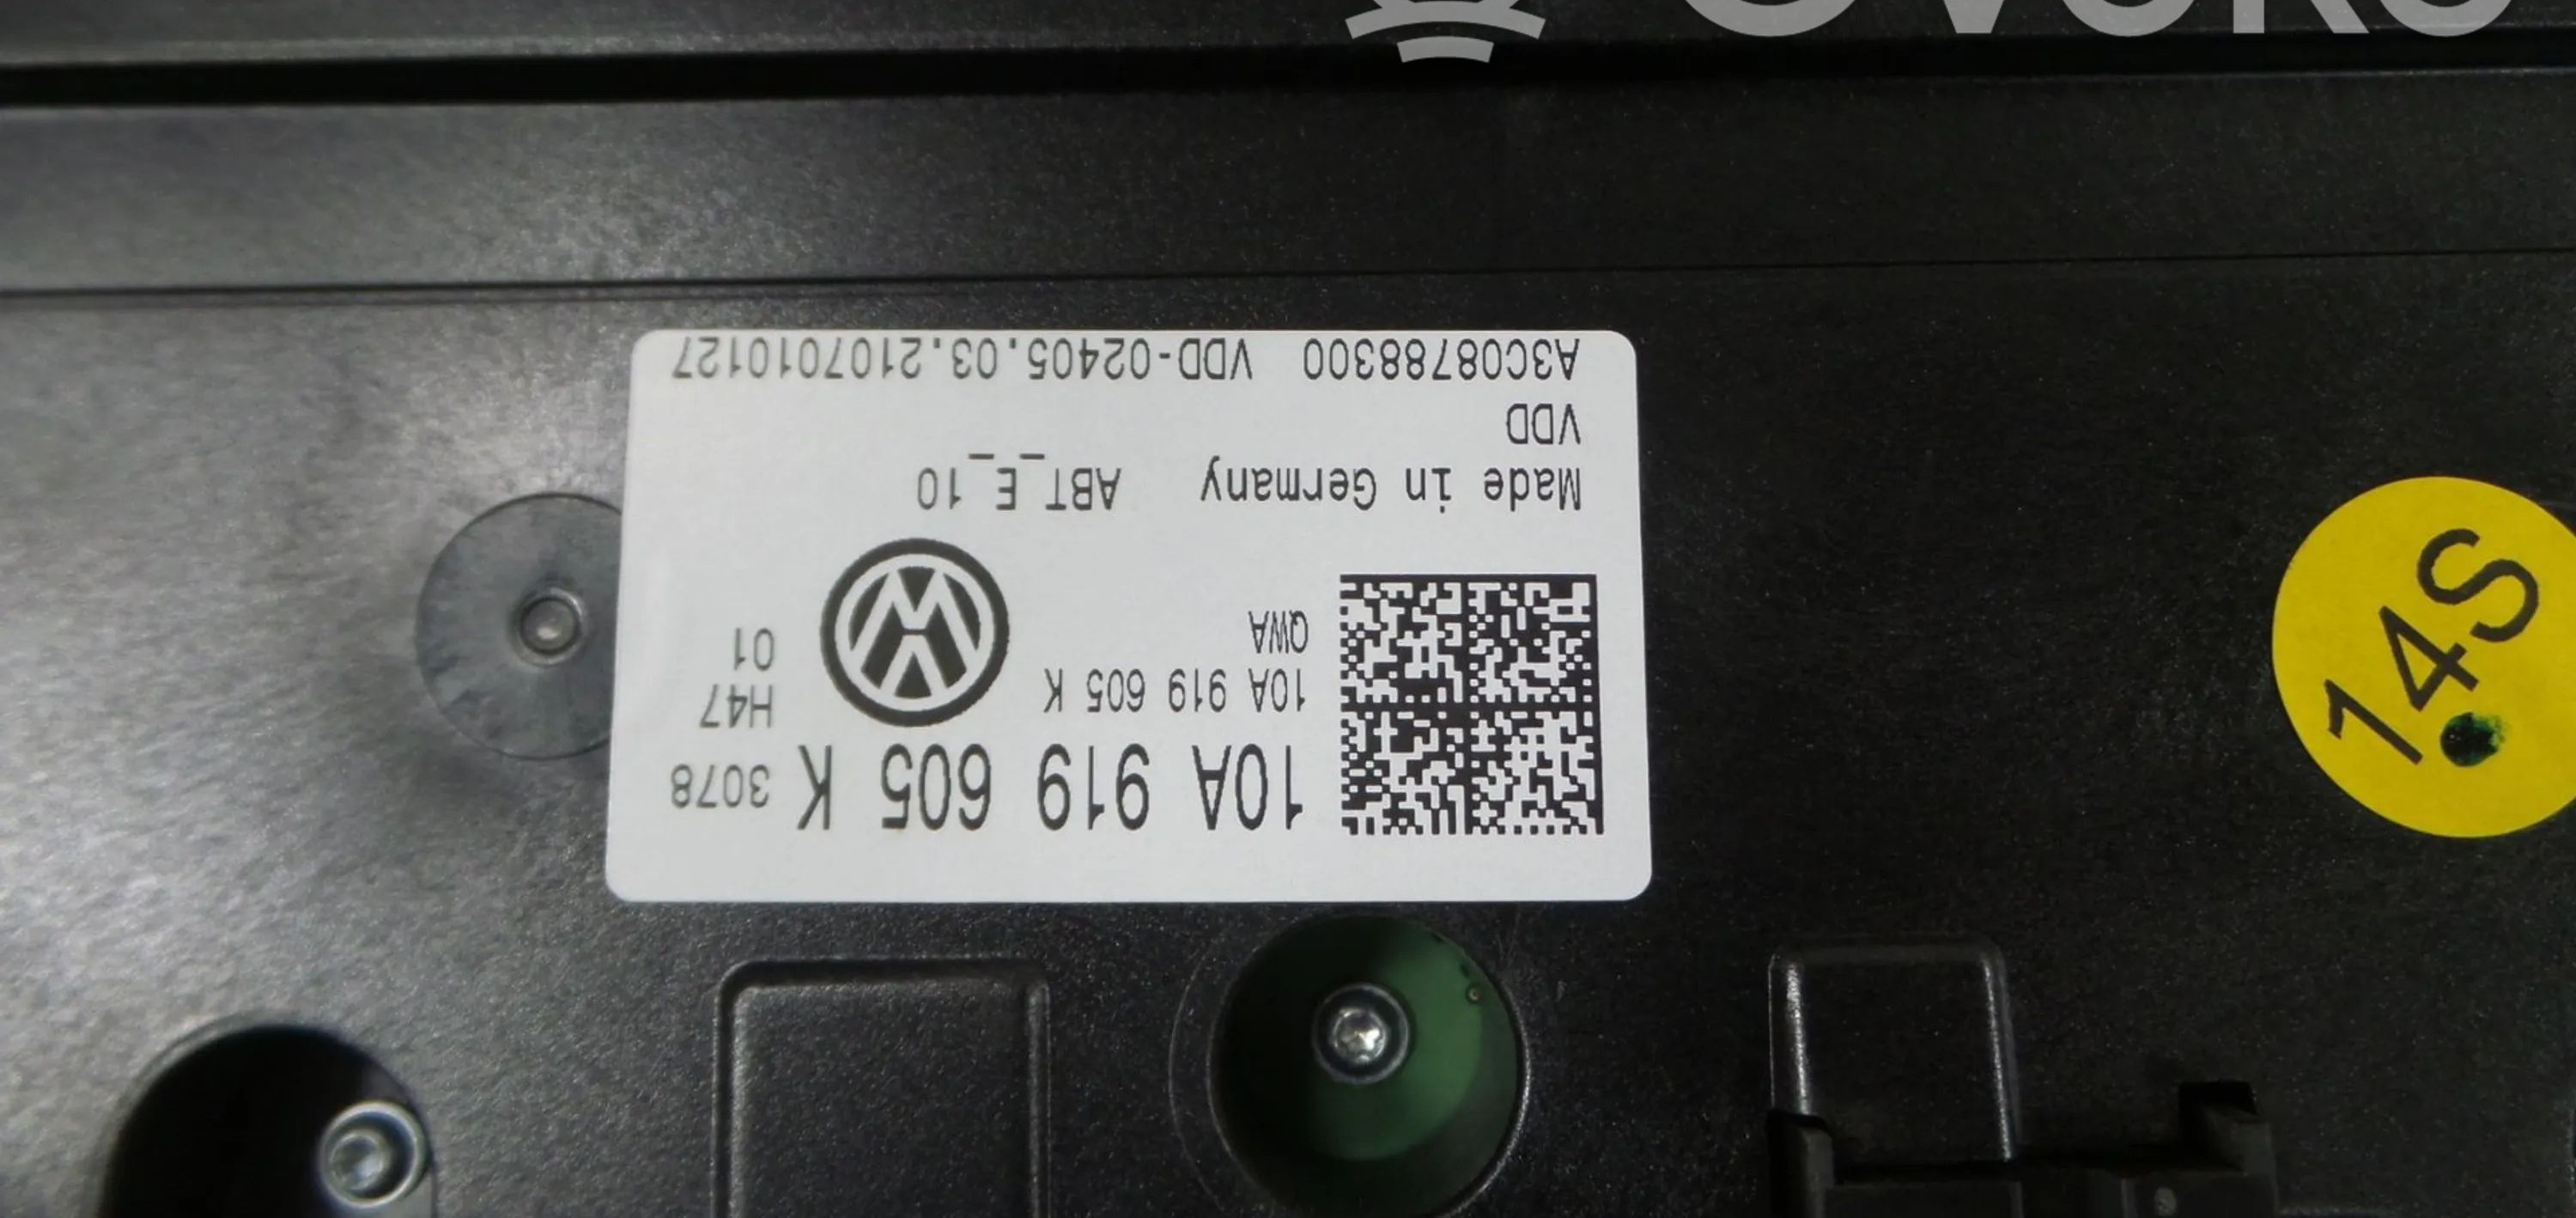 10A 919 605 K 3078
10A 919 605 K H47
QWA 01
Made in Germany ABT_E_10
VDD
A3C08788300 VDD-02405.03.2107010127
14S